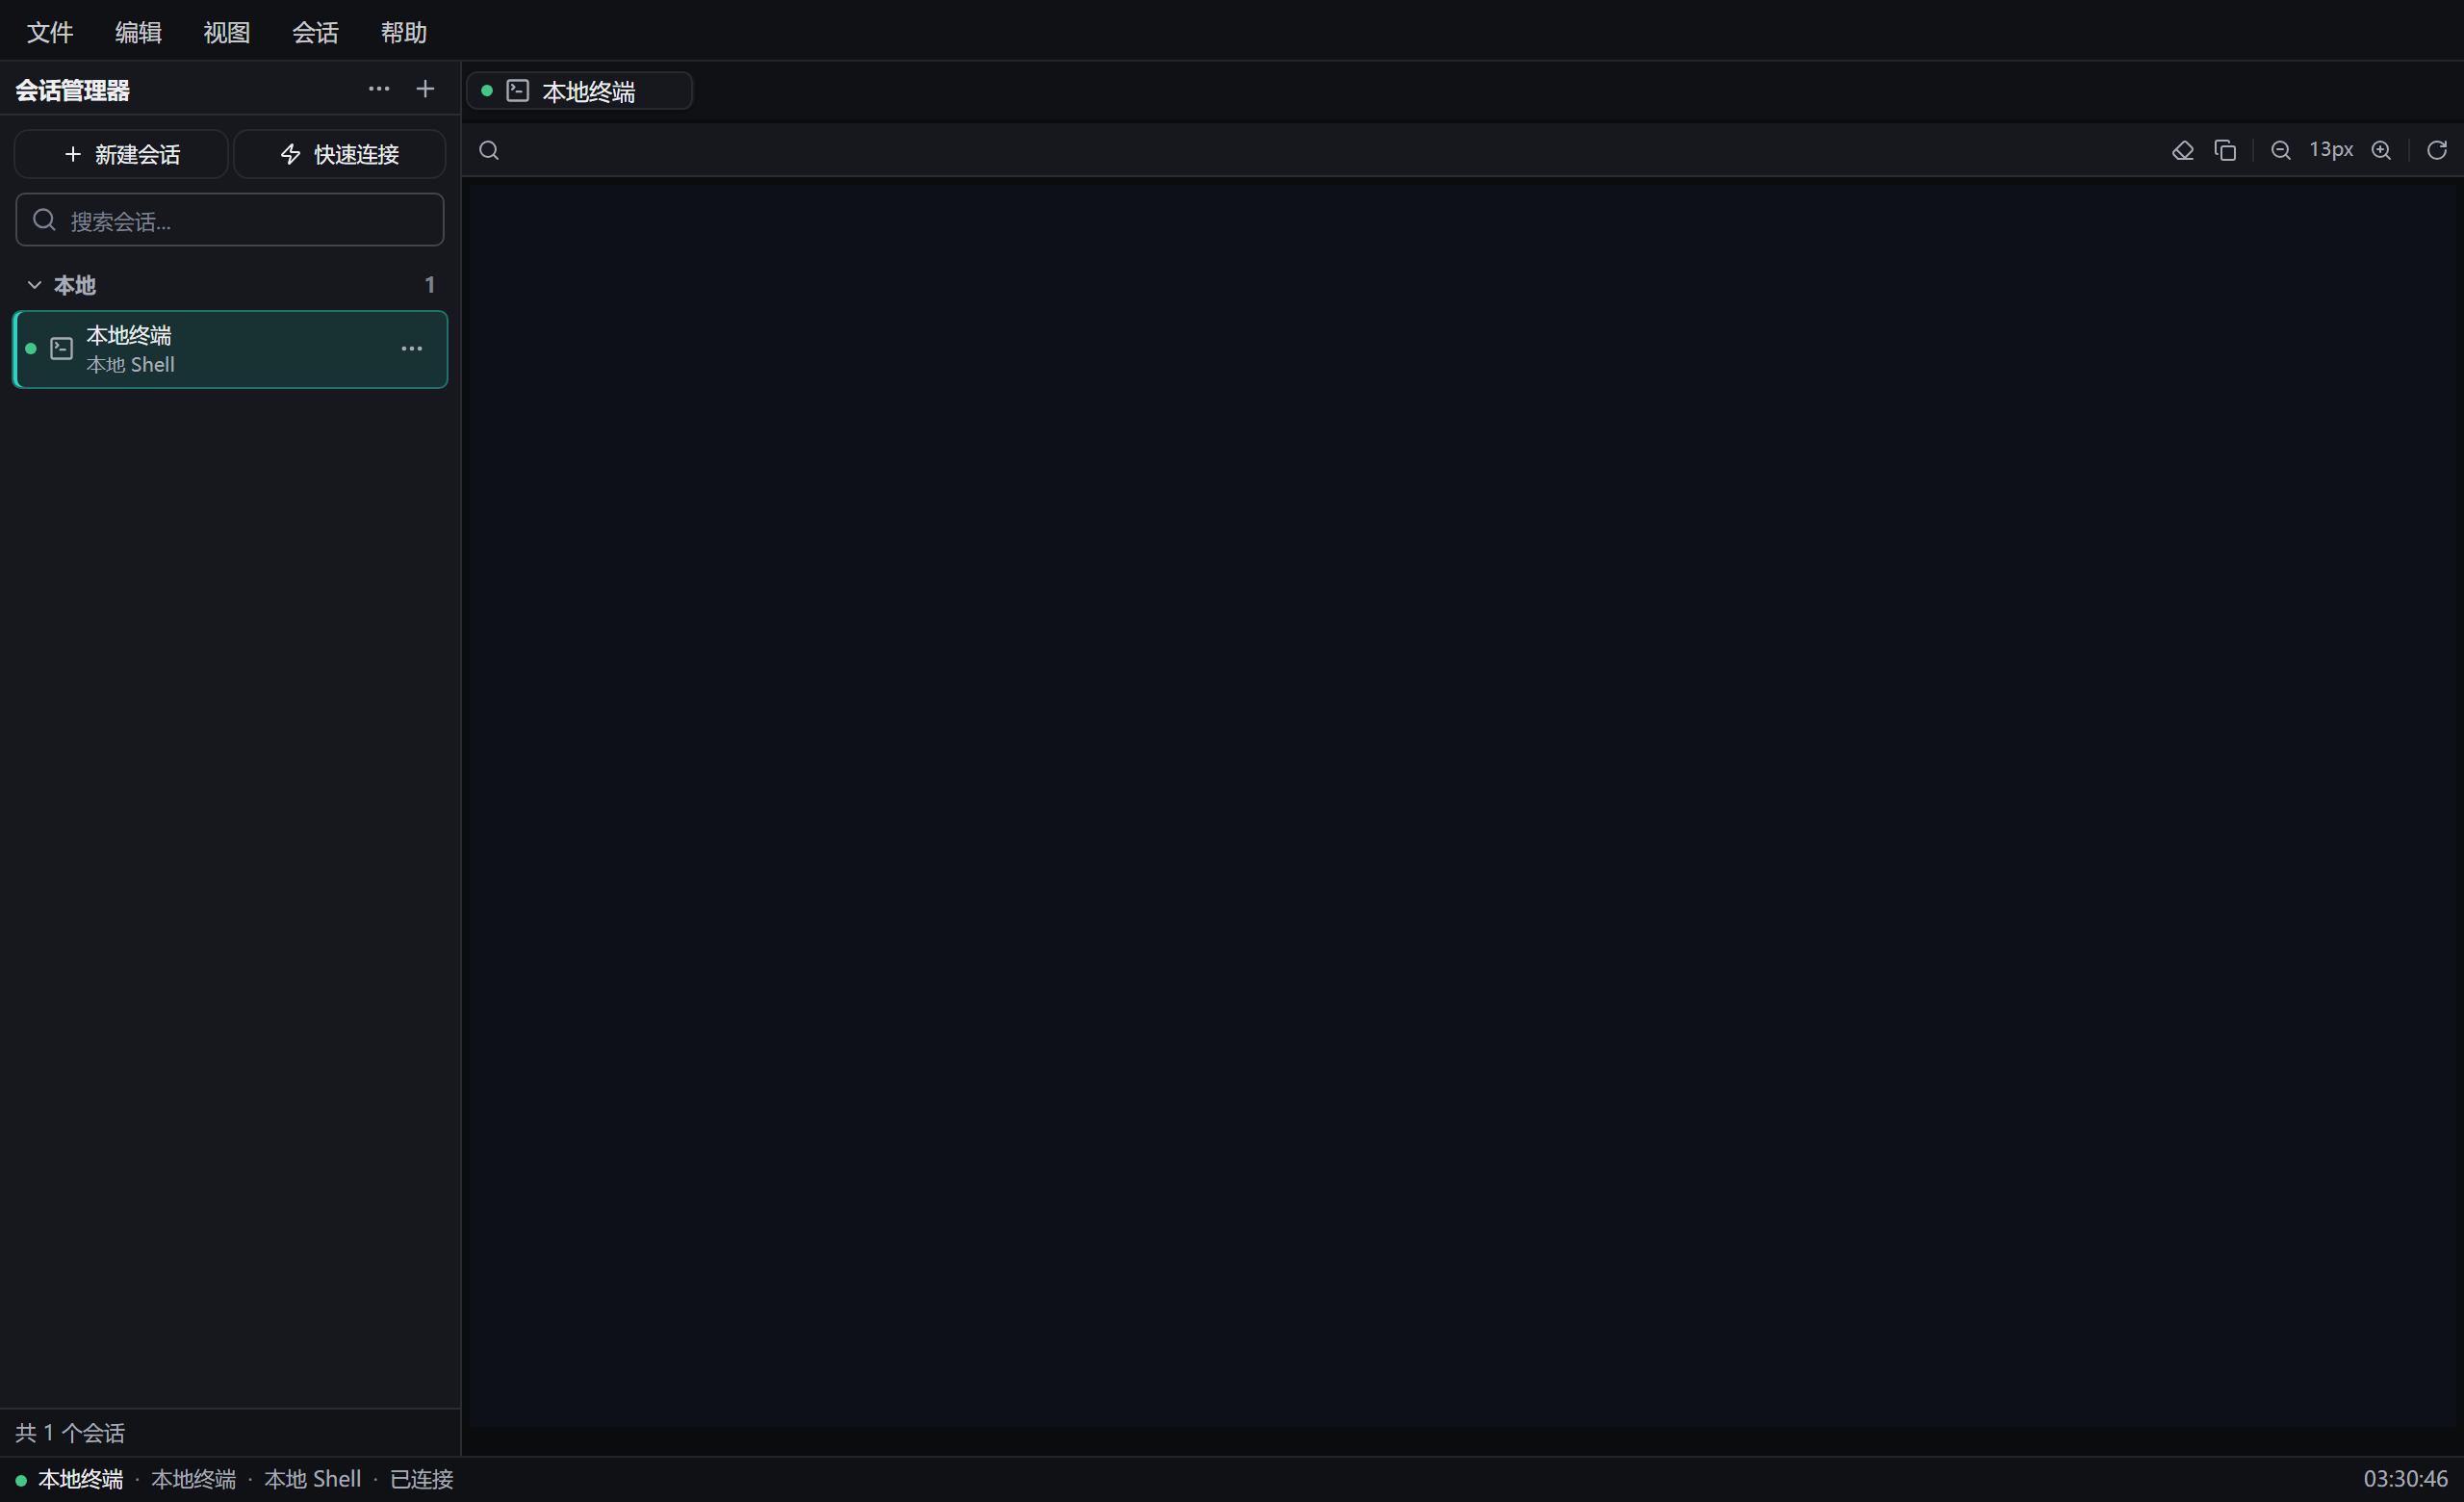 文件 编辑 视图 会话 帮助
会话管理器
本地终端
新建会话 快速连接
13px
搜索会话...
本地 1
本地终端
本地 Shell
共 1 个会话
本地终端 · 本地终端 · 本地 Shell · 已连接
03:30:46